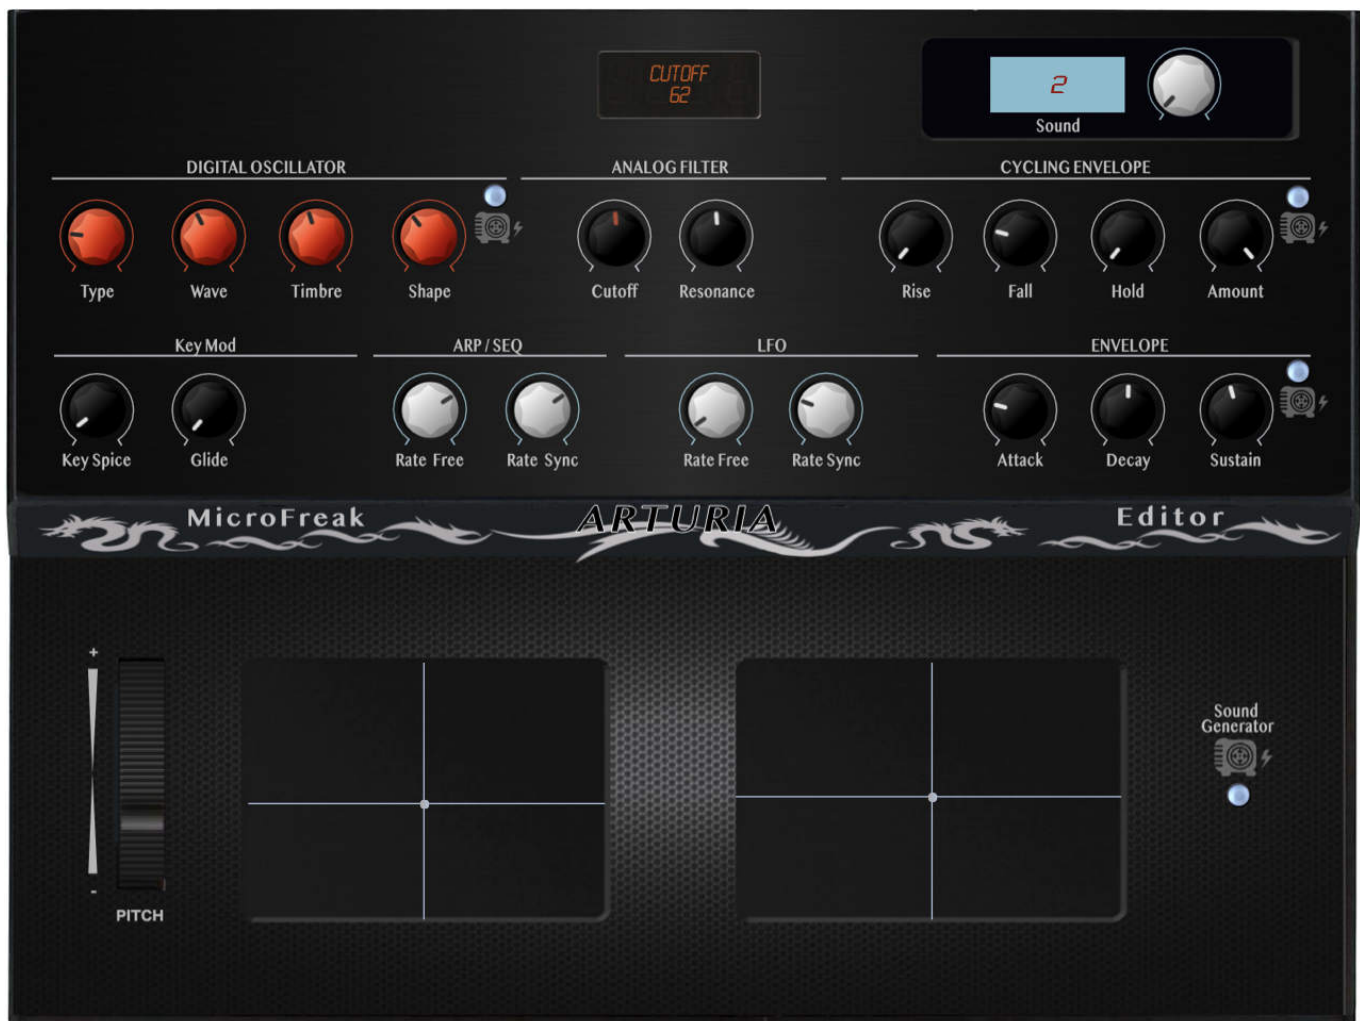 CUTOFF
62
2
Sound
DIGITAL OSCILLATOR
ANALOG FILTER
CYCLING ENVELOPE
Type
Wave
Timbre
Shape
Cutoff
Resonance
Rise
Fall
Hold
Amount
Key Mod
ARP / SEQ
LFO
ENVELOPE
Key Spice
Glide
Rate Free
Rate Sync
Rate Free
Rate Sync
Attack
Decay
Sustain
MicroFreak
ARTURIA
Editor
+
-
PITCH
Sound
Generator